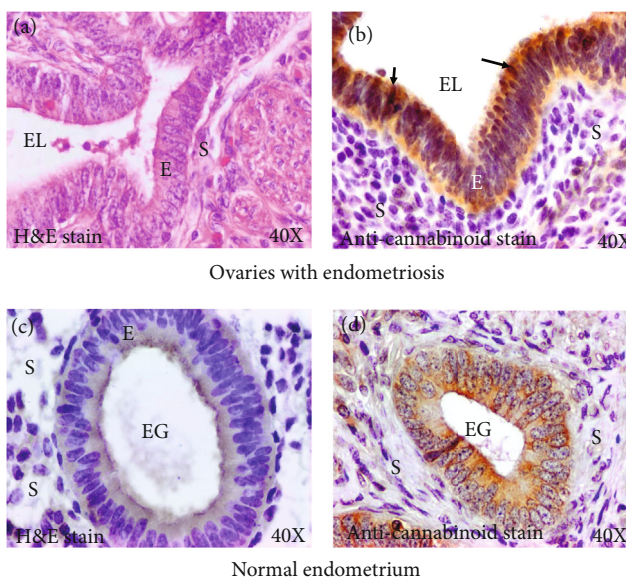 (a)
EL
S
E
H&E stain
40X
(b)
EL
S
E
S
Anti-cannabinoid stain
40X
Ovaries with endometriosis
(c)
E
S
EG
S
H&E stain
40X
(d)
EG
S
S
Anti-cannabinoid stain
40X
Normal endometrium